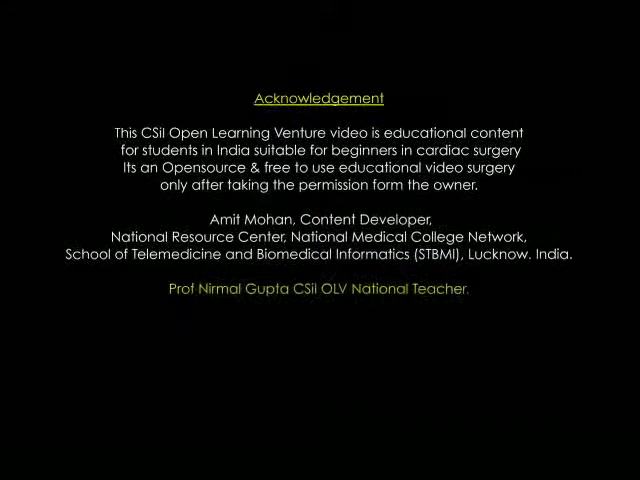 Acknowledgement
This CSiI Open Learning Venture video is educational content
for students in India suitable for beginners in cardiac surgery
Its an Opensource & free to use educational video surgery
only after taking the permission form the owner.
Amit Mohan, Content Developer,
National Resource Center, National Medical College Network,
School of Telemedicine and Biomedical Informatics (STBMI), Lucknow. India.
Prof Nirmal Gupta CSiI OLV National Teacher.